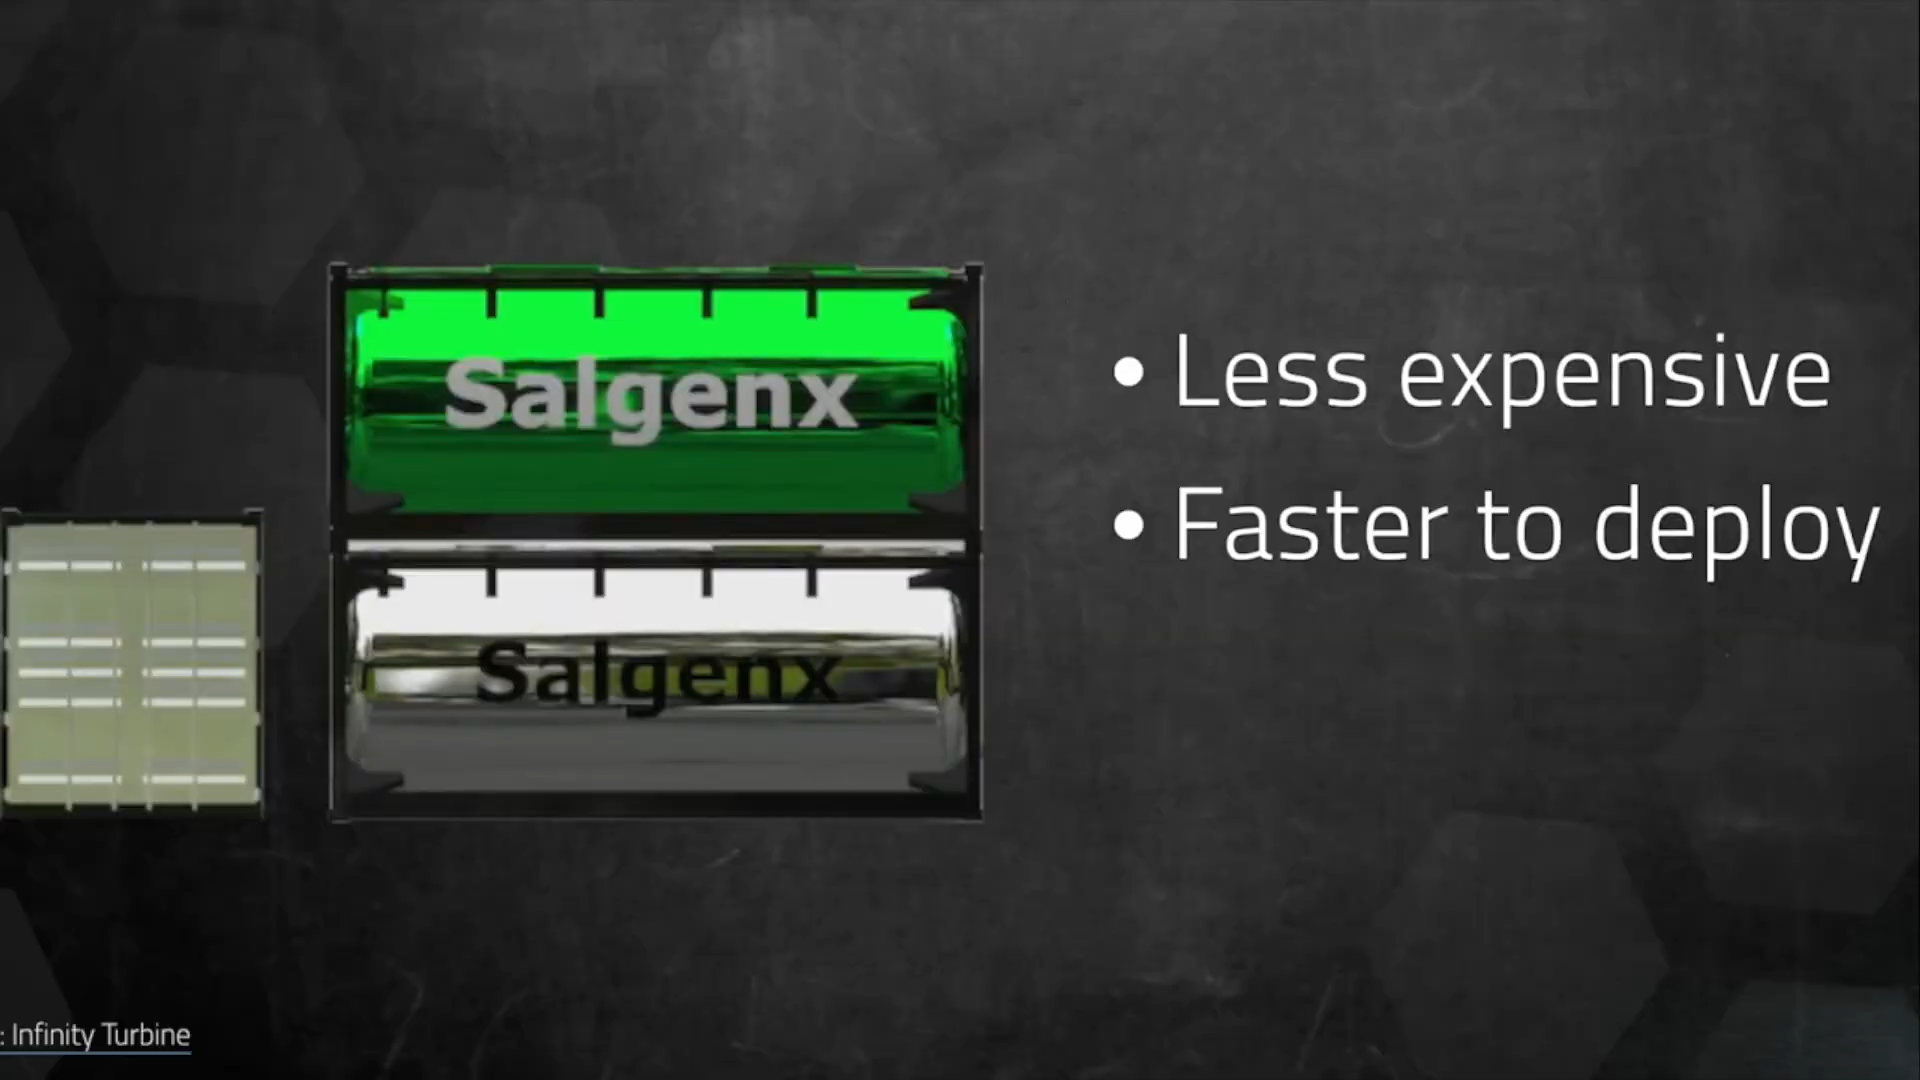 Salgenx
Salgenx
• Less expensive
• Faster to deploy
: Infinity Turbine